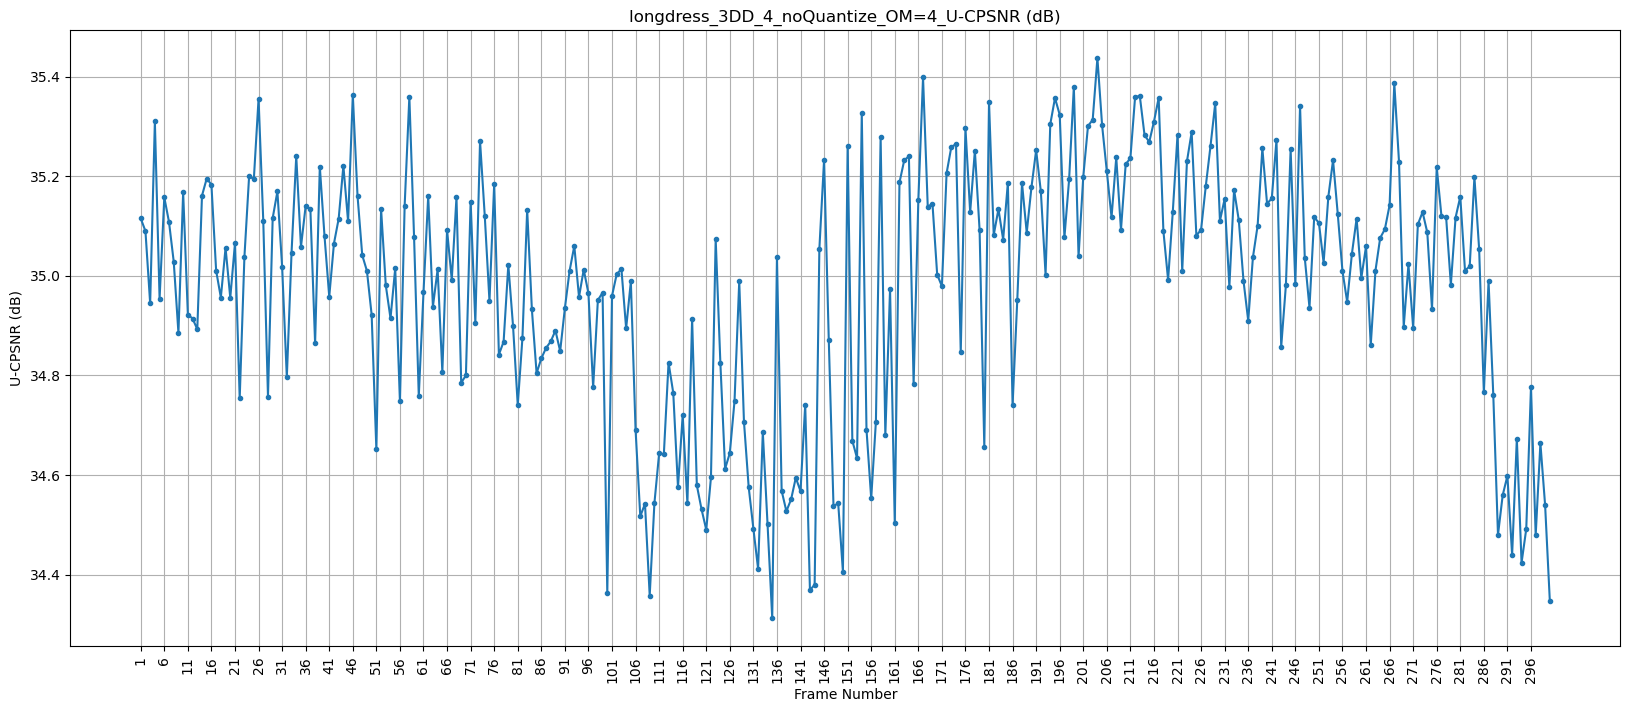 longdress_3DD_4_noQuantize_OM=4_U-CPSNR (dB)
35.4
35.2
35.0
34.8
34.6
34.4
U-CPSNR (dB)
1 6 11 16 21 26 31 36 41 46 51 56 61 66 71 76 81 86 91 96 101 106 111 116 121 126 131 136 141 146 151 156 161 166 171 176 181 186 191 196 201 206 211 216 221 226 231 236 241 246 251 256 261 266 271 276 281 286 291 296
Frame Number